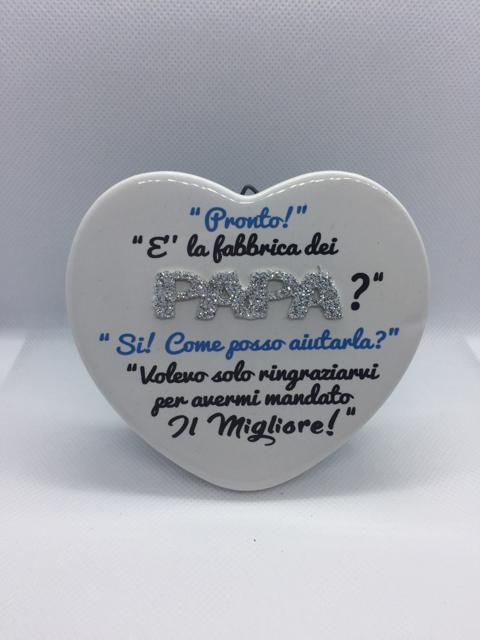 "Pronto!"
"E' la fabbrica dei
PAPA ?"
"Si! Come posso aiutarla?"
"Volevo solo ringraziarvi
per avermi mandato
Il Migliore!"